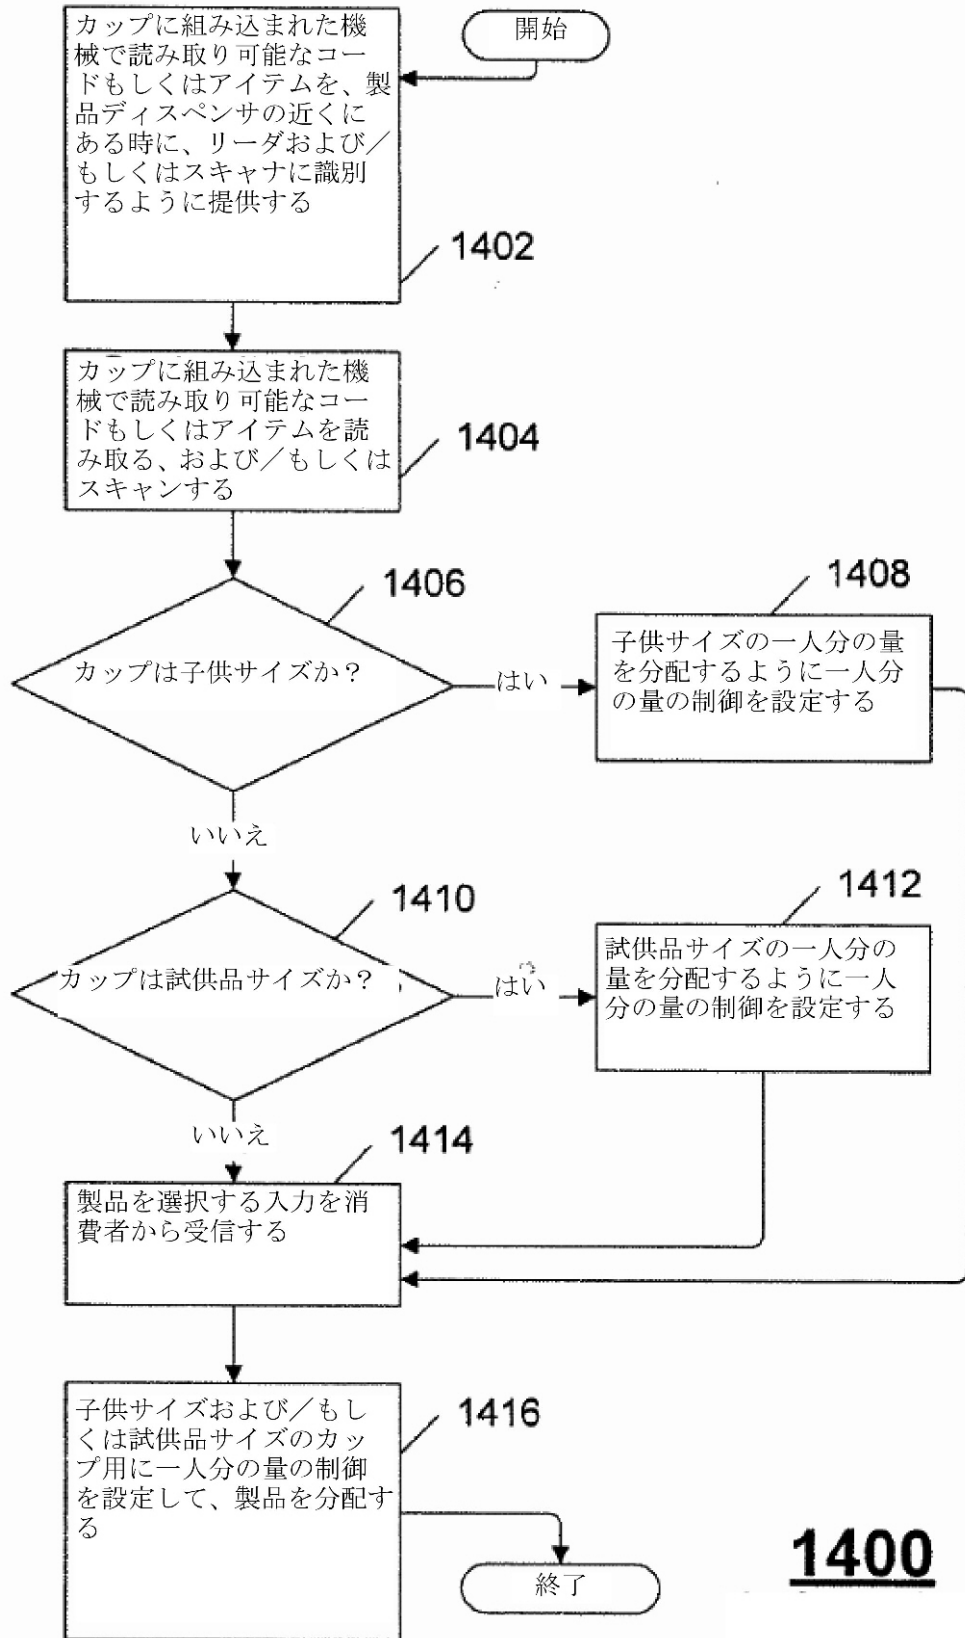 開始
カップに組み込まれた機
械で読み取り可能なコー
ドもしくはアイテムを、製
品ディスペンサの近くに
ある時に、リーダおよび／
もしくはスキャナに識別
するように提供する
1402
カップに組み込まれた機
械で読み取り可能なコー
ドもしくはアイテムを読
み取る、および／もしくは
スキャンする
1404
カップは子供サイズか？
1406
はい
子供サイズの一人分の量
を分配するように一人分
の量の制御を設定する
1408
いいえ
カップは試供品サイズか？
1410
はい
試供品サイズの一人分の
量を分配するように一人
分の量の制御を設定する
1412
いいえ
製品を選択する入力を消
費者から受信する
1414
子供サイズおよび／もし
くは試供品サイズのカッ
プ用に一人分の量の制御
を設定して、製品を分配す
る
1416
終了
1400